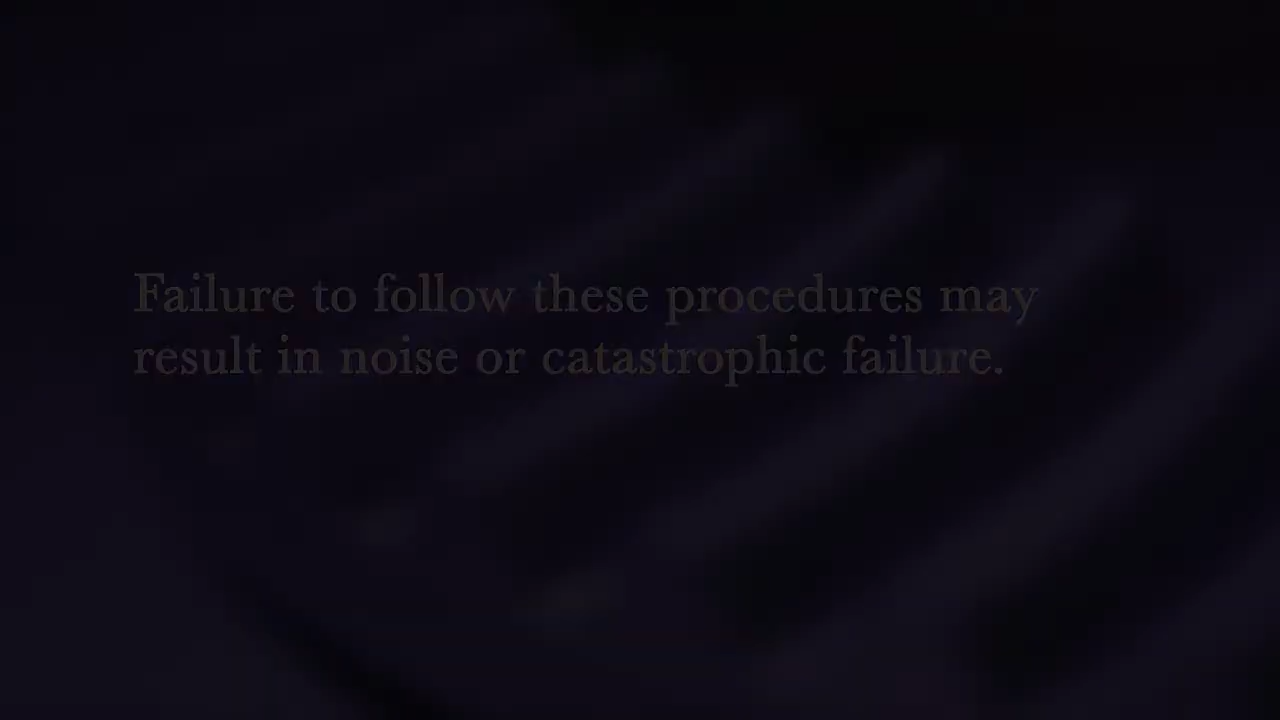 Failure to follow these procedures may
result in noise or catastrophic failure.